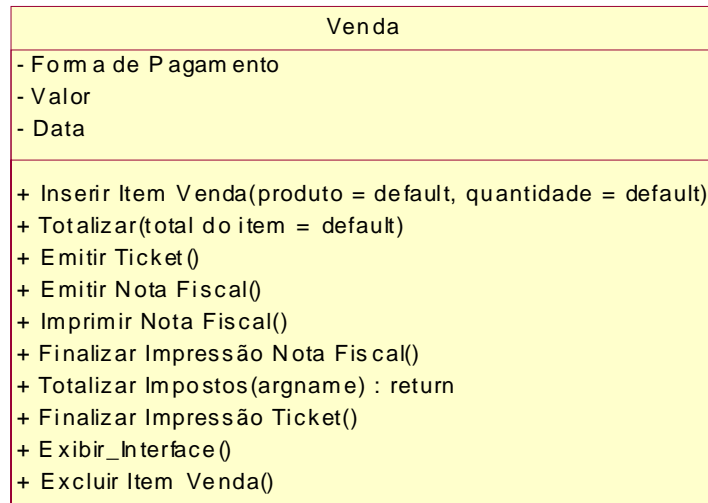 Venda
- Forma de Pagamento
- Valor
- Data
+ Inserir Item Venda(produto = default, quantidade = default)
+ Totalizar(total do item = default)
+ Emitir Ticket()
+ Emitir Nota Fiscal()
+ Imprimir Nota Fiscal()
+ Finalizar Impressão Nota Fiscal()
+ Totalizar Impostos(argname) : return
+ Finalizar Impressão Ticket()
+ Exibir_Interface()
+ Excluir Item Venda()